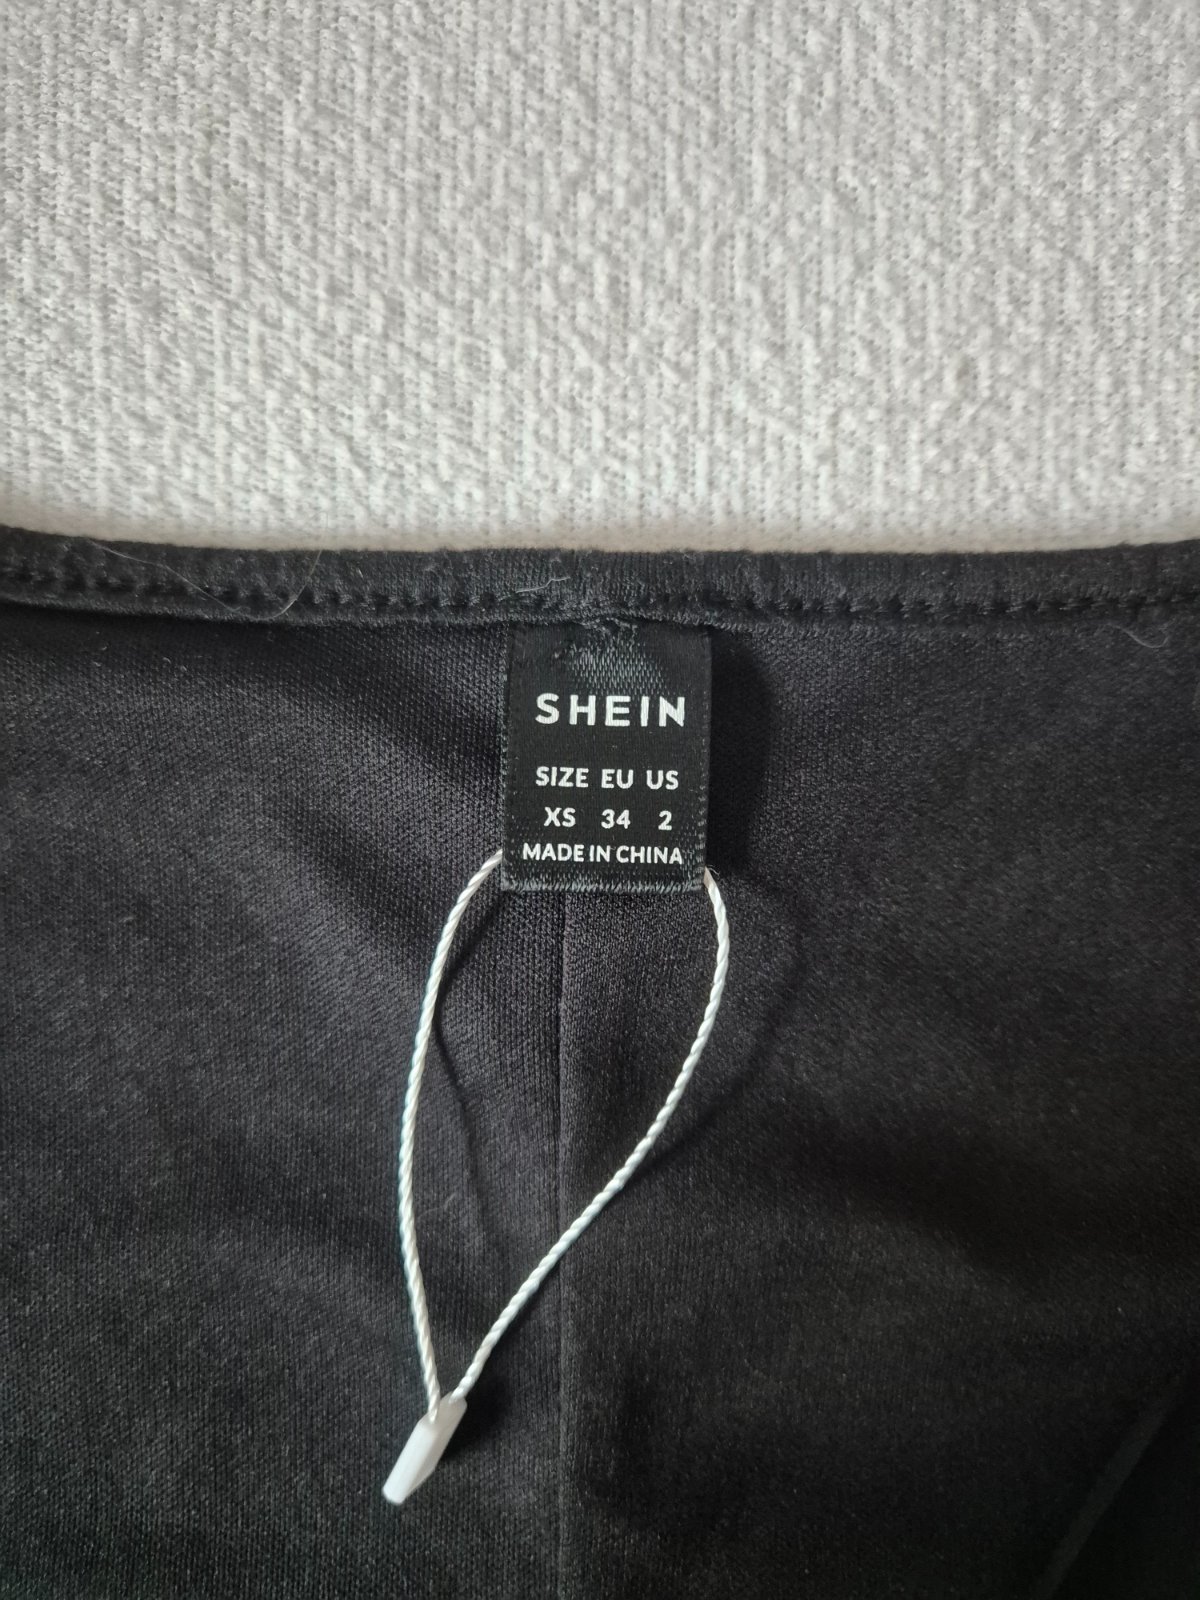 SHEIN
SIZE EU US
XS 34 2
MADE IN CHINA